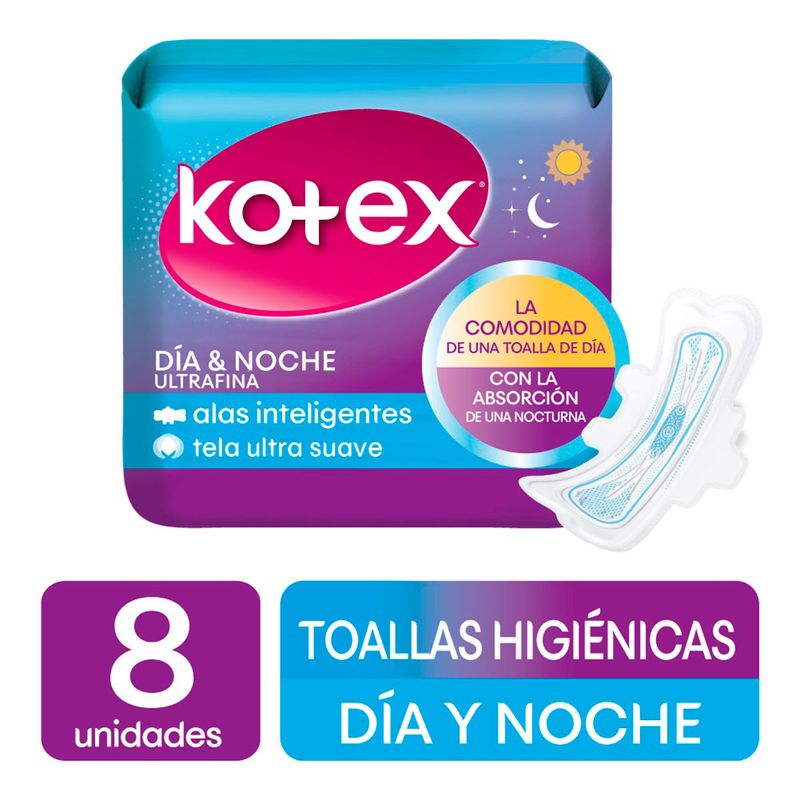 kotex®
DÍA & NOCHE
ULTRAFINA
alas inteligentes
tela ultra suave
LA
COMODIDAD
DE UNA TOALLA DE DÍA
CON LA
ABSORCIÓN
DE UNA NOCTURNA
8
unidades
TOALLAS HIGIÉNICAS
DÍA Y NOCHE